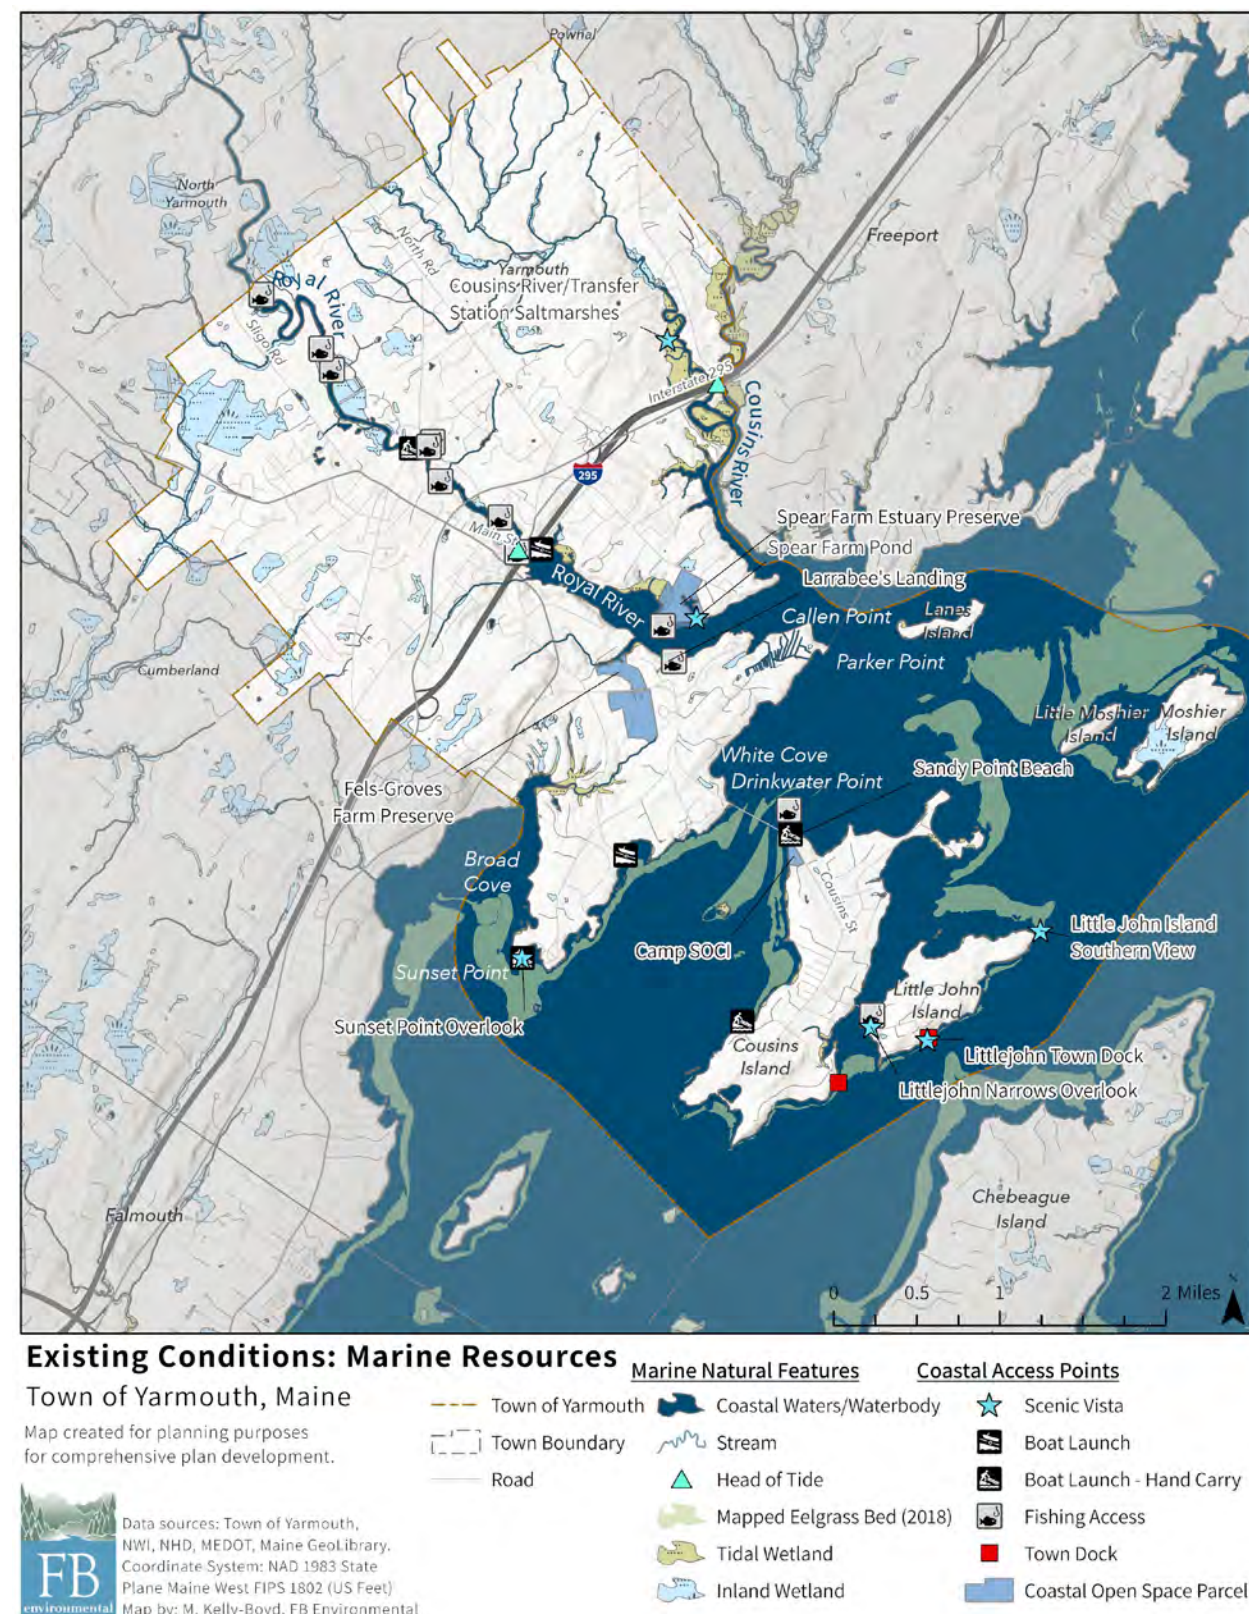 Pownal
North
Yarmouth
North Rd
Freeport
Yarmouth
Cousins River/Transfer
Station Saltmarshes
Royal River
Sligo Rd
Interstate 295
Cousins River
295
Main St
Spear Farm Estuary Preserve
Spear Farm Pond
Larrabee's Landing
Royal River
Callen Point
Lanes
Island
Parker Point
Cumberland
Little Moshier
Island
Moshier
Island
White Cove
Drinkwater Point
Sandy Point Beach
Fels-Groves
Farm Preserve
Broad
Cove
Cousins St
Little John Island
Southern View
Camp SOCI
Sunset Point
Little John
Island
Sunset Point Overlook
Cousins
Island
Littlejohn Town Dock
Littlejohn Narrows Overlook
Chebeague
Island
Falmouth
0 0.5 1 2 Miles
N
Existing Conditions: Marine Resources
Town of Yarmouth, Maine
Map created for planning purposes
for comprehensive plan development.
FB
environmental
Data sources: Town of Yarmouth,
NWI, NHD, MEDOT, Maine GeoLibrary.
Coordinate System: NAD 1983 State
Plane Maine West FIPS 1802 (US Feet)
Map by: M. Kelly-Boyd, FB Environmental
Town of Yarmouth
Town Boundary
Road
Marine Natural Features
Coastal Waters/Waterbody
Stream
Head of Tide
Mapped Eelgrass Bed (2018)
Tidal Wetland
Inland Wetland
Coastal Access Points
Scenic Vista
Boat Launch
Boat Launch - Hand Carry
Fishing Access
Town Dock
Coastal Open Space Parcel